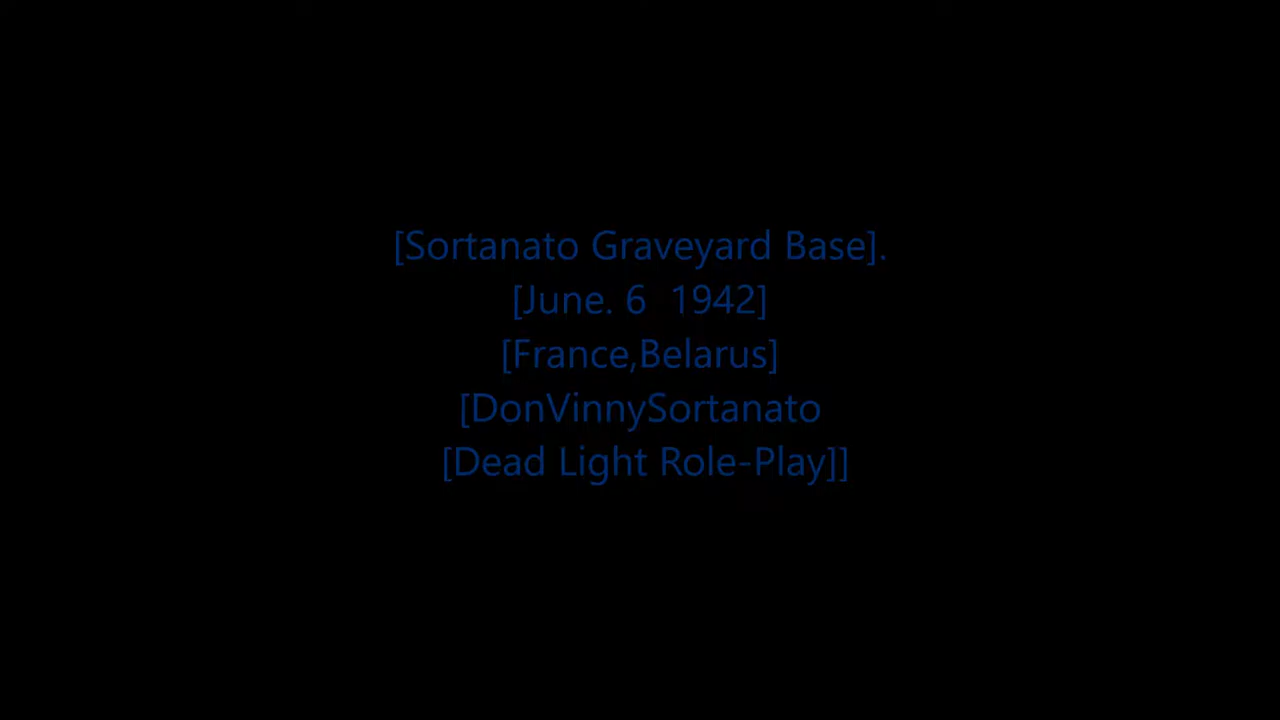 [Sortanato Graveyard Base].
[June. 6  1942]
[France,Belarus]
[DonVinnySortanato
[Dead Light Role-Play]]